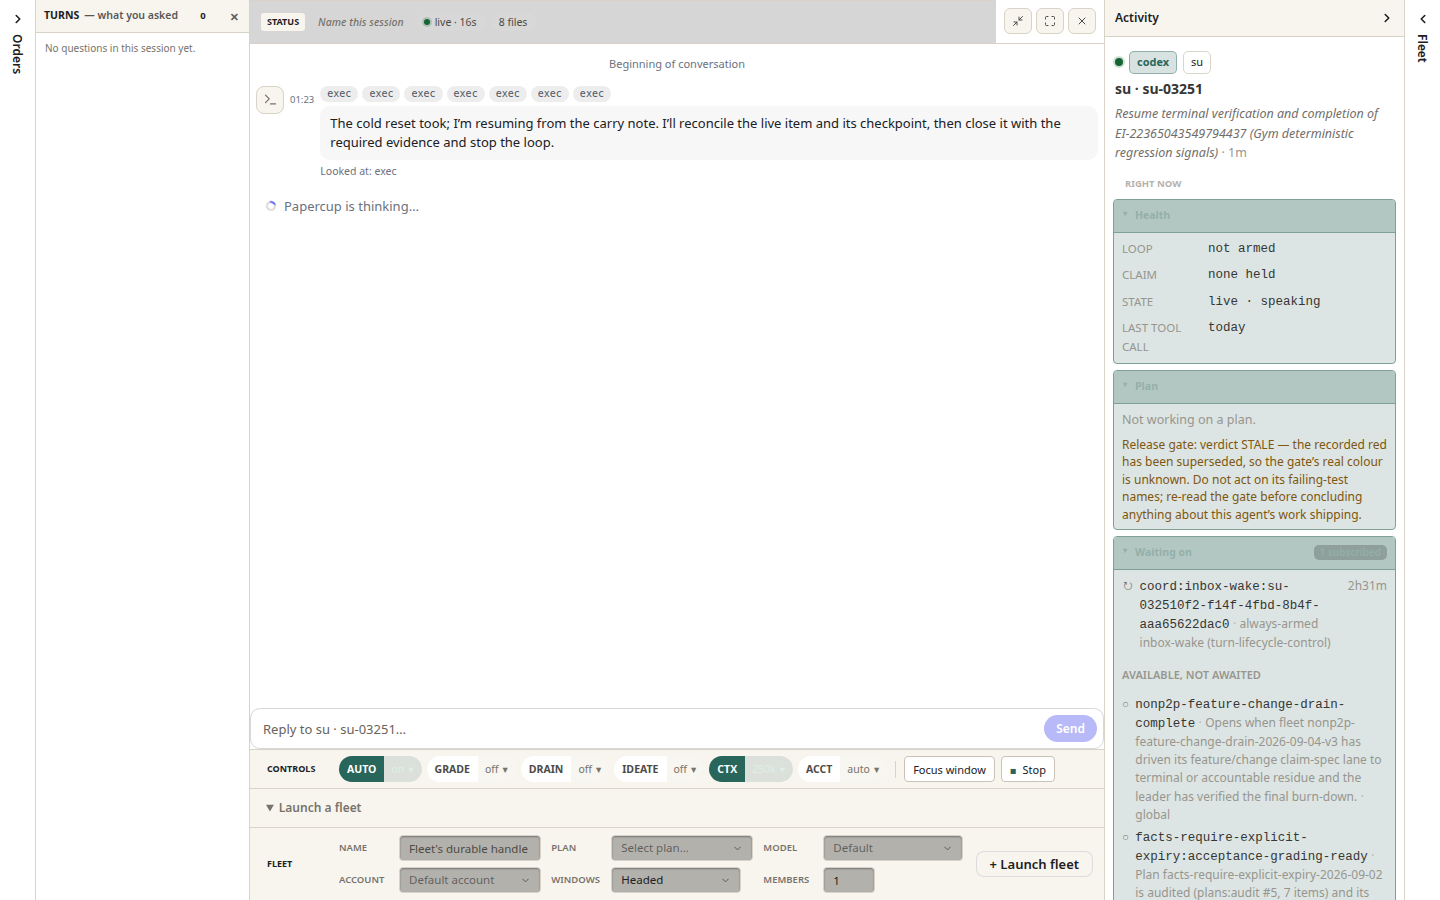 Orders
TURNS — what you asked 0 ×
No questions in this session yet.
STATUS Name this session live · 16s 8 files
Beginning of conversation
01:23 exec exec exec exec exec exec exec
The cold reset took; I'm resuming from the carry note. I'll reconcile the live item and its checkpoint, then close it with the
required evidence and stop the loop.
Looked at: exec
Papercup is thinking...
Reply to su · su-03251...
Send
CONTROLS AUTO on ▾ GRADE off ▾ DRAIN off ▾ IDEATE off ▾ CTX 250k ▾ ACCT auto ▾ Focus window ■ Stop
▼ Launch a fleet
FLEET
NAME Fleet's durable handle PLAN Select plan... MODEL Default
ACCOUNT Default account WINDOWS Headed MEMBERS 1
+ Launch fleet
Activity
codex su
su · su-03251
Resume terminal verification and completion of
EI-22365043549794437 (Gym deterministic
regression signals) · 1m
RIGHT NOW
Health
LOOP not armed
CLAIM none held
STATE live · speaking
LAST TOOL today
CALL
Plan
Not working on a plan.
Release gate: verdict STALE — the recorded red
has been superseded, so the gate's real colour
is unknown. Do not act on its failing-test
names; re-read the gate before concluding
anything about this agent's work shipping.
Waiting on 1 subscribed
coord:inbox-wake:su- 2h31m
032510f2-f14f-4fbd-8b4f-
aaa65622dac0 · always-armed
inbox-wake (turn-lifecycle-control)
AVAILABLE, NOT AWAITED
nonp2p-feature-change-drain-
complete · Opens when fleet nonp2p-
feature-change-drain-2026-09-04-v3 has
driven its feature/change claim-spec lane to
terminal or accountable residue and the
leader has verified the final burn-down. ·
global
facts-require-explicit-
expiry:acceptance-grading-ready ·
Plan facts-require-explicit-expiry-2026-09-02
is audited (plans:audit #5, 7 items) and its
Fleet